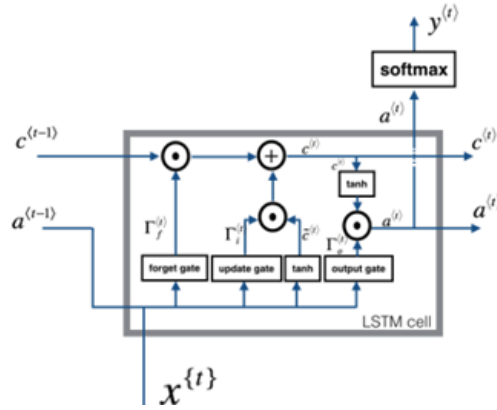 y⟨t⟩
softmax
a⟨t⟩
c⟨t−1⟩ c⟨t⟩ c⟨t⟩
c⟨t⟩
tanh
a⟨t−1⟩ Γf⟨t⟩ Γi⟨t⟩ c̃⟨t⟩ Γo⟨t⟩ a⟨t⟩ a⟨t⟩
forget gate update gate tanh output gate
LSTM cell
x{t}